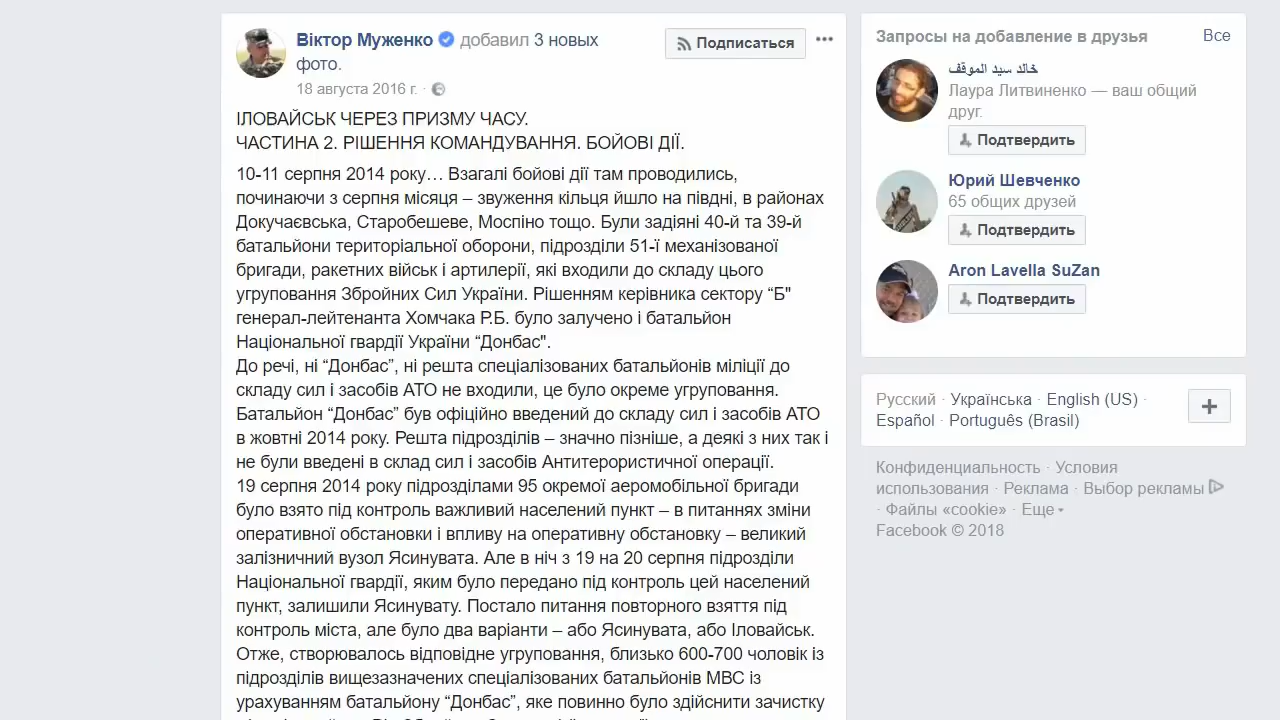 Віктор Муженко добавил 3 новых
фото.
18 августа 2016 г. ·
Подписаться
ІЛОВАЙСЬК ЧЕРЕЗ ПРИЗМУ ЧАСУ.
ЧАСТИНА 2. РІШЕННЯ КОМАНДУВАННЯ. БОЙОВІ ДІЇ.
10-11 серпня 2014 року… Взагалі бойові дії там проводились,
починаючи з серпня місяця – звуження кільця йшло на півдні, в районах
Докучаєвська, Старобешеве, Моспіно тощо. Були задіяні 40-й та 39-й
батальйони територіальної оборони, підрозділи 51-ї механізованої
бригади, ракетних військ і артилерії, які входили до складу цього
угруповання Збройних Сил України. Рішенням керівника сектору “Б"
генерал-лейтенанта Хомчака Р.Б. було залучено і батальйон
Національної гвардії України “Донбас".
До речі, ні “Донбас”, ні решта спеціалізованих батальйонів міліції до
складу сил і засобів АТО не входили, це було окреме угруповання.
Батальйон “Донбас” був офіційно введений до складу сил і засобів АТО
в жовтні 2014 року. Решта підрозділів – значно пізніше, а деякі з них так і
не були введені в склад сил і засобів Антитерористичної операції.
19 серпня 2014 року підрозділами 95 окремої аеромобільної бригади
було взято під контроль важливий населений пункт – в питаннях зміни
оперативної обстановки і впливу на оперативну обстановку – великий
залізничний вузол Ясинувата. Але в ніч з 19 на 20 серпня підрозділи
Національної гвардії, яким було передано під контроль цей населений
пункт, залишили Ясинувату. Постало питання повторного взяття під
контроль міста, але було два варіанти – або Ясинувата, або Іловайськ.
Отже, створювалось відповідне угруповання, близько 600-700 чоловік із
підрозділів вищезазначених спеціалізованих батальйонів МВС із
урахуванням батальйону “Донбас”, яке повинно було здійснити зачистку
Запросы на добавление в друзья Все
خالد سيد الموقف
Лаура Литвиненко — ваш общий
друг.
Подтвердить
Юрий Шевченко
65 общих друзей
Подтвердить
Aron Lavella SuZan
Подтвердить
Русский · Українська · English (US) ·
Español · Português (Brasil)
Конфиденциальность · Условия
использования · Реклама · Выбор рекламы
· Файлы «cookie» · Еще
Facebook © 2018